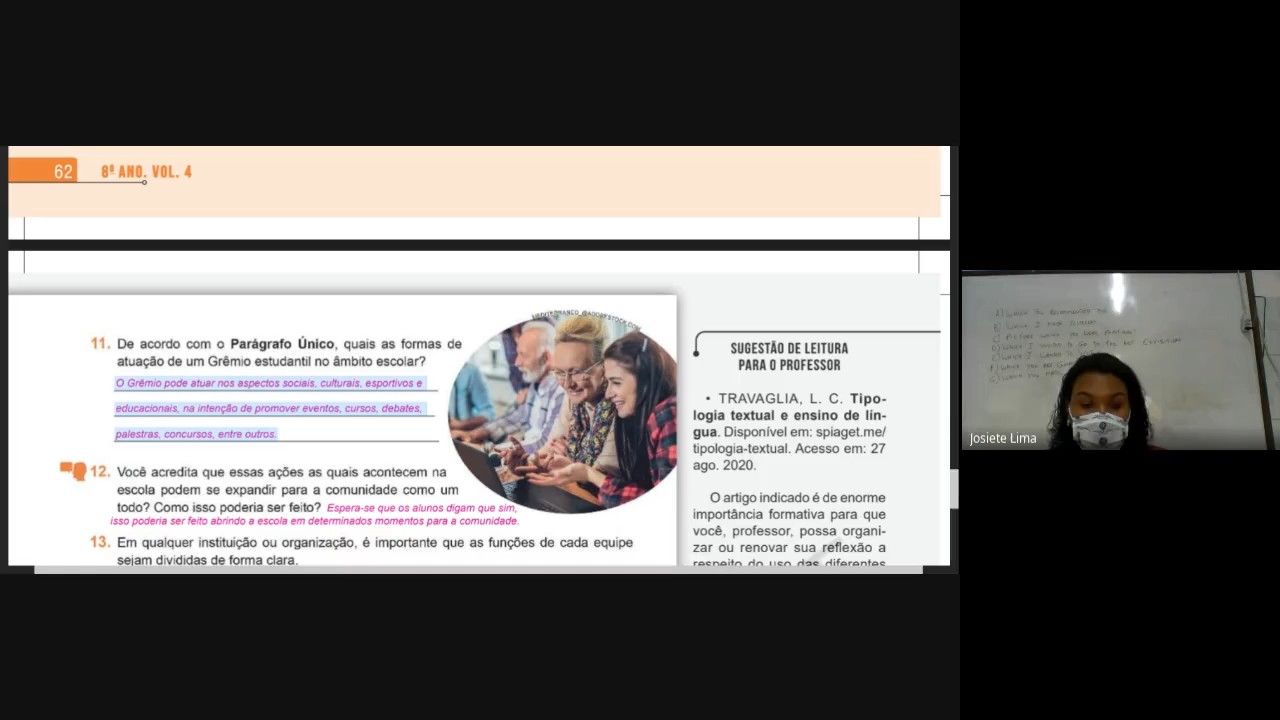 62
8º ANO. VOL. 4
11. De acordo com o Parágrafo Único, quais as formas de
atuação de um Grêmio estudantil no âmbito escolar?
O Grêmio pode atuar nos aspectos sociais, culturais, esportivos e
educacionais, na intenção de promover eventos, cursos, debates,
palestras, concursos, entre outros.
12. Você acredita que essas ações as quais acontecem na
escola podem se expandir para a comunidade como um
todo? Como isso poderia ser feito? Espera-se que os alunos digam que sim,
isso poderia ser feito abrindo a escola em determinados momentos para a comunidade.
13. Em qualquer instituição ou organização, é importante que as funções de cada equipe
sejam divididas de forma clara.
SUGESTÃO DE LEITURA
PARA O PROFESSOR
• TRAVAGLIA, L. C. Tipo-
logia textual e ensino de lín-
gua. Disponível em: spiaget.me/
tipologia-textual. Acesso em: 27
ago. 2020.
O artigo indicado é de enorme
importância formativa para que
você, professor, possa organi-
zar ou renovar sua reflexão a
respeito do uso das diferentes
Josiete Lima